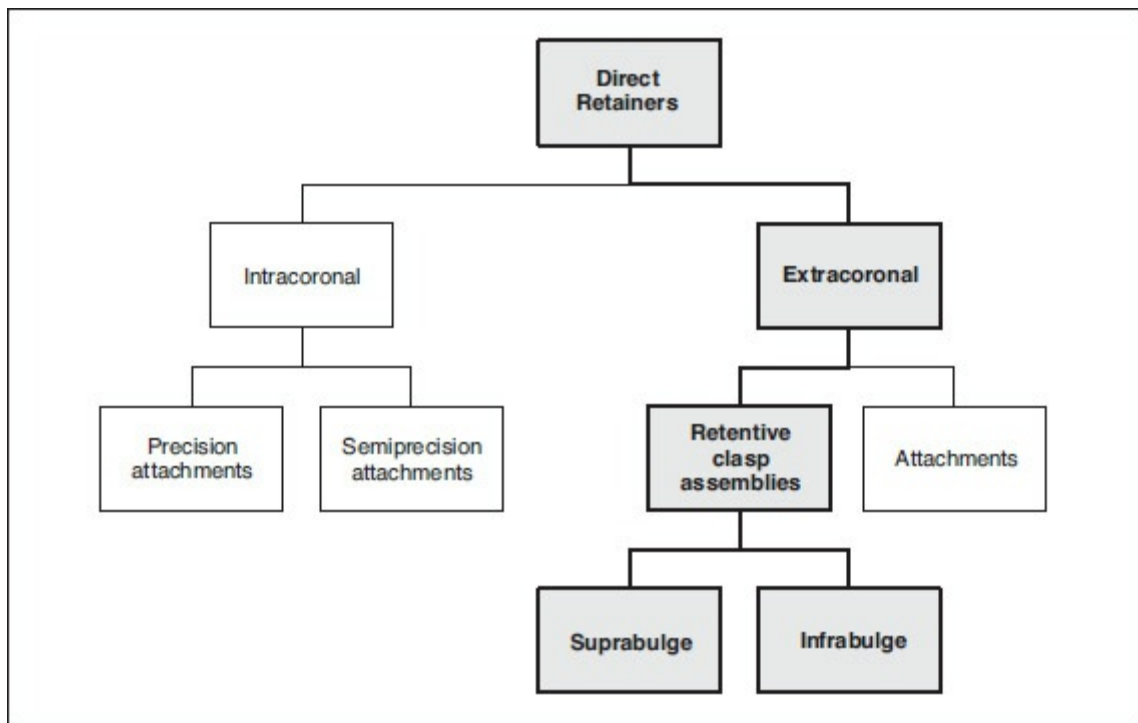 Direct
Retainers
Intracoronal
Extracoronal
Precision
attachments
Semiprecision
attachments
Retentive
clasp
assemblies
Attachments
Suprabulge
Infrabulge